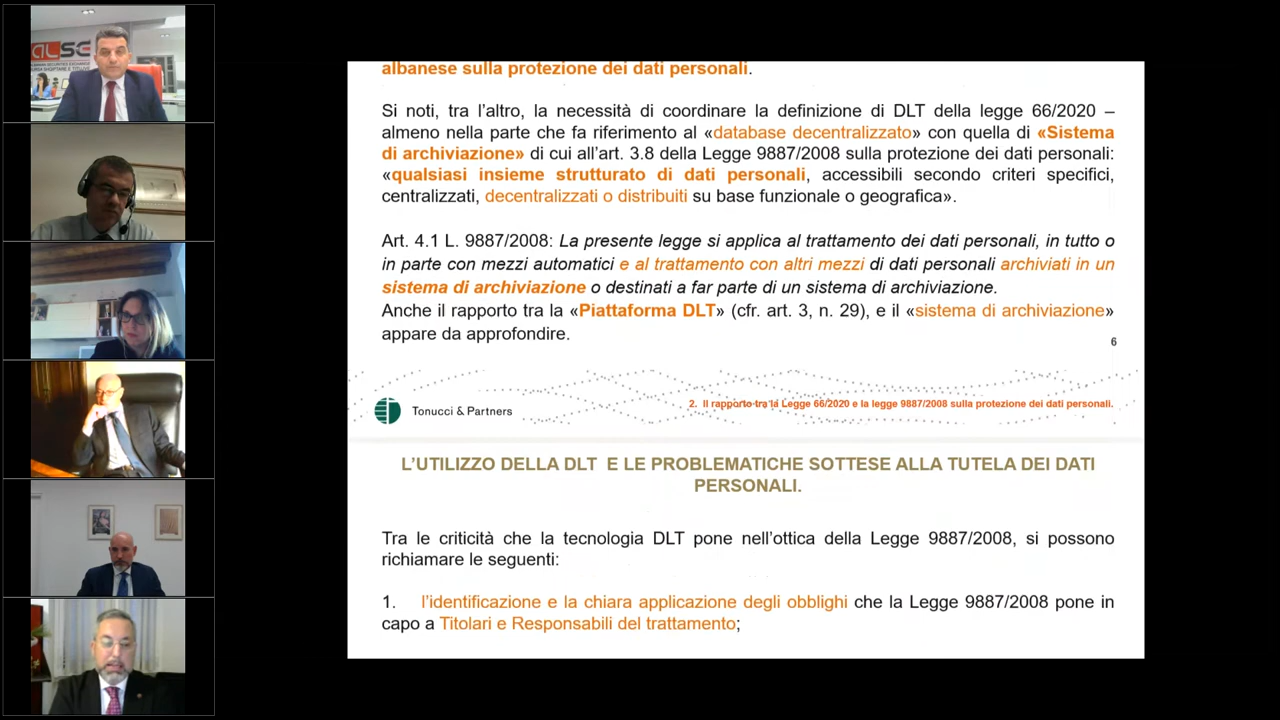 ALSE
albanese sulla protezione dei dati personali.
Si noti, tra l'altro, la necessità di coordinare la definizione di DLT della legge 66/2020 –
almeno nella parte che fa riferimento al «database decentralizzato» con quella di «Sistema
di archiviazione» di cui all'art. 3.8 della Legge 9887/2008 sulla protezione dei dati personali:
«qualsiasi insieme strutturato di dati personali, accessibili secondo criteri specifici,
centralizzati, decentralizzati o distribuiti su base funzionale o geografica».
Art. 4.1 L. 9887/2008: La presente legge si applica al trattamento dei dati personali, in tutto o
in parte con mezzi automatici e al trattamento con altri mezzi di dati personali archiviati in un
sistema di archiviazione o destinati a far parte di un sistema di archiviazione.
Anche il rapporto tra la «Piattaforma DLT» (cfr. art. 3, n. 29), e il «sistema di archiviazione»
appare da approfondire.
6
Tonucci & Partners
2. Il rapporto tra la Legge 66/2020 e la legge 9887/2008 sulla protezione dei dati personali.
L'UTILIZZO DELLA DLT E LE PROBLEMATICHE SOTTESE ALLA TUTELA DEI DATI
PERSONALI.
Tra le criticità che la tecnologia DLT pone nell'ottica della Legge 9887/2008, si possono
richiamare le seguenti:
1. l'identificazione e la chiara applicazione degli obblighi che la Legge 9887/2008 pone in
capo a Titolari e Responsabili del trattamento;